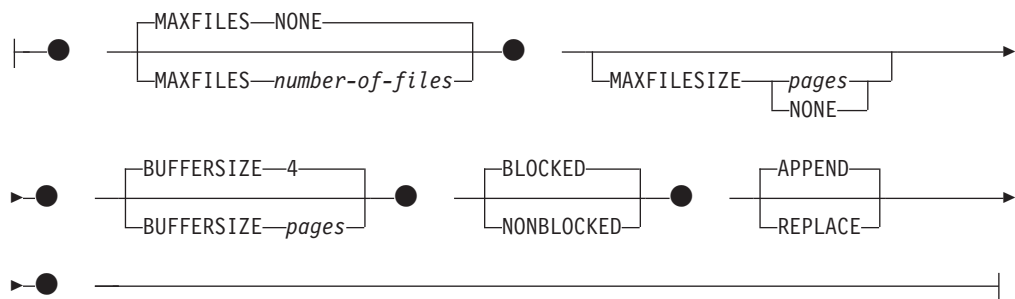 MAXFILES NONE
MAXFILES number-of-files
MAXFILESIZE pages
NONE
BUFFERSIZE 4
BUFFERSIZE pages
BLOCKED
NONBLOCKED
APPEND
REPLACE